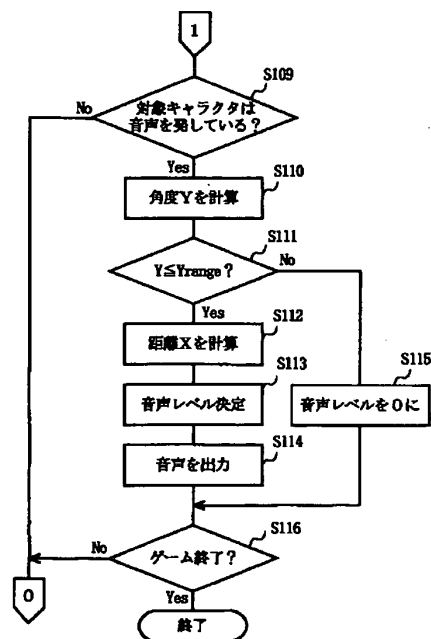 1
S109
対象キャラクタは
音声を発している?
No
Yes
S110
角度Yを計算
S111
Y≦Yrange?
No
Yes
S112
距離Xを計算
S113
音声レベル決定
S115
音声レベルを0に
S114
音声を出力
S116
ゲーム終了?
No
Yes
0
終了